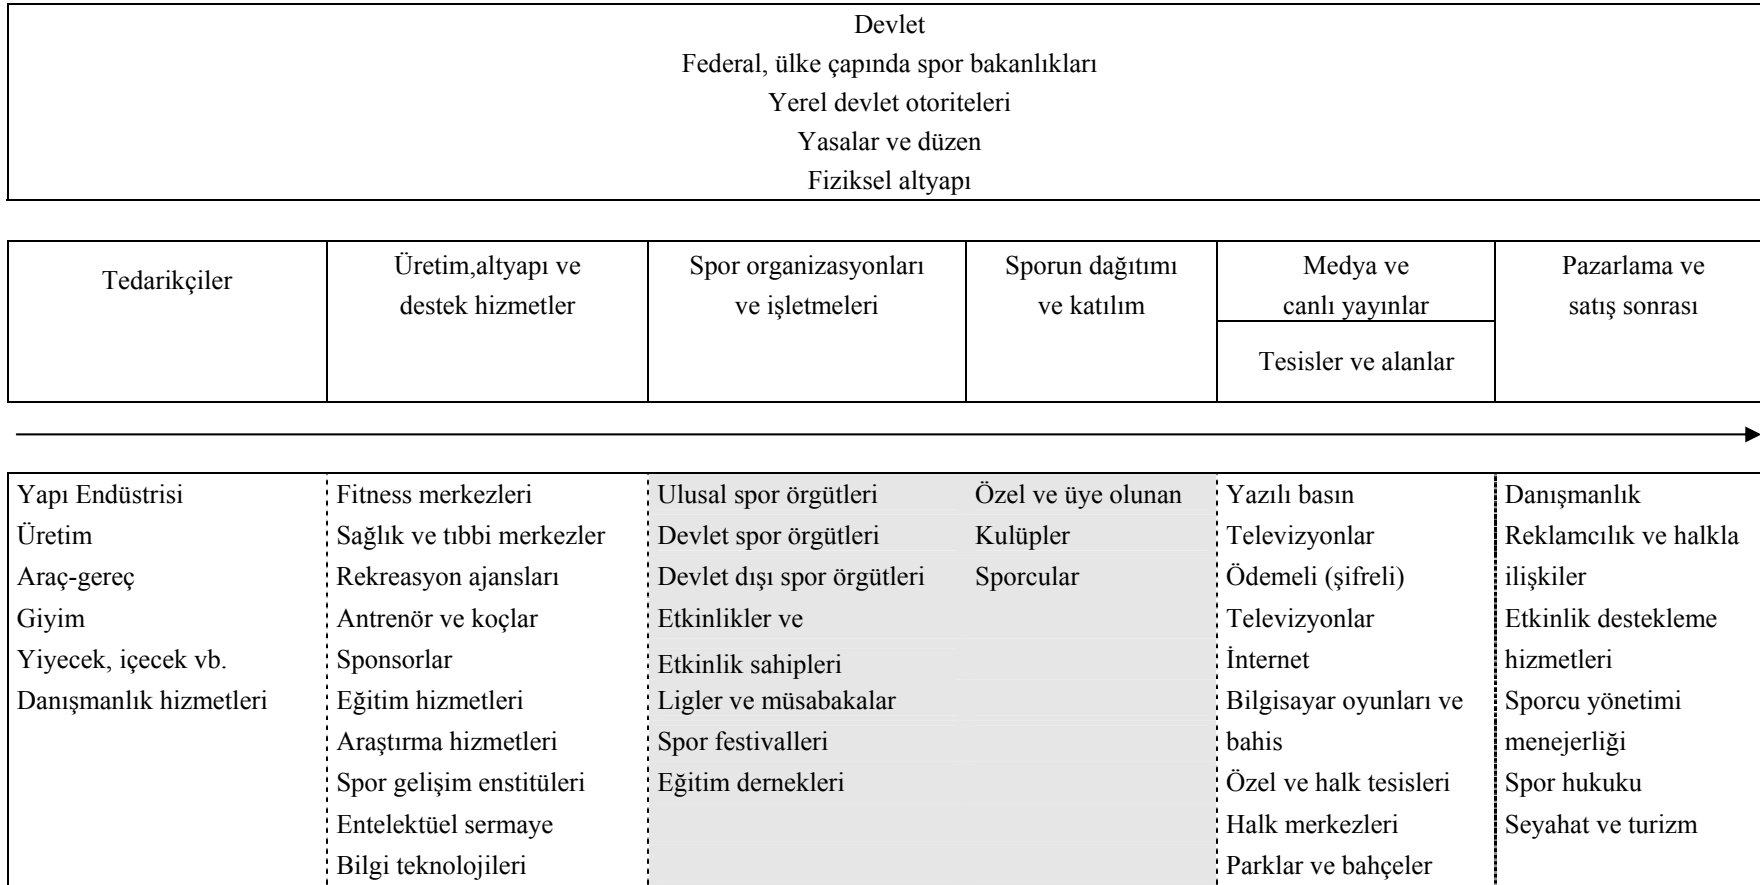 Devlet
Federal, ülke çapında spor bakanlıkları
Yerel devlet otoriteleri
Yasalar ve düzen
Fiziksel altyapı
Tedarikçiler
Üretim,altyapı ve
destek hizmetler
Spor organizasyonları
ve işletmeleri
Sporun dağıtımı
ve katılım
Medya ve
canlı yayınlar
Tesisler ve alanlar
Pazarlama ve
satış sonrası
Yapı Endüstrisi
Üretim
Araç-gereç
Giyim
Yiyecek, içecek vb.
Danışmanlık hizmetleri
Fitness merkezleri
Sağlık ve tıbbi merkezler
Rekreasyon ajansları
Antrenör ve koçlar
Sponsorlar
Eğitim hizmetleri
Araştırma hizmetleri
Spor gelişim enstitüleri
Entelektüel sermaye
Bilgi teknolojileri
Ulusal spor örgütleri
Devlet spor örgütleri
Devlet dışı spor örgütleri
Etkinlikler ve
Etkinlik sahipleri
Ligler ve müsabakalar
Spor festivalleri
Eğitim dernekleri
Özel ve üye olunan
Kulüpler
Sporcular
Yazılı basın
Televizyonlar
Ödemeli (şifreli)
Televizyonlar
İnternet
Bilgisayar oyunları ve
bahis
Özel ve halk tesisleri
Halk merkezleri
Parklar ve bahçeler
Danışmanlık
Reklamcılık ve halkla
ilişkiler
Etkinlik destekleme
hizmetleri
Sporcu yönetimi
menejerliği
Spor hukuku
Seyahat ve turizm